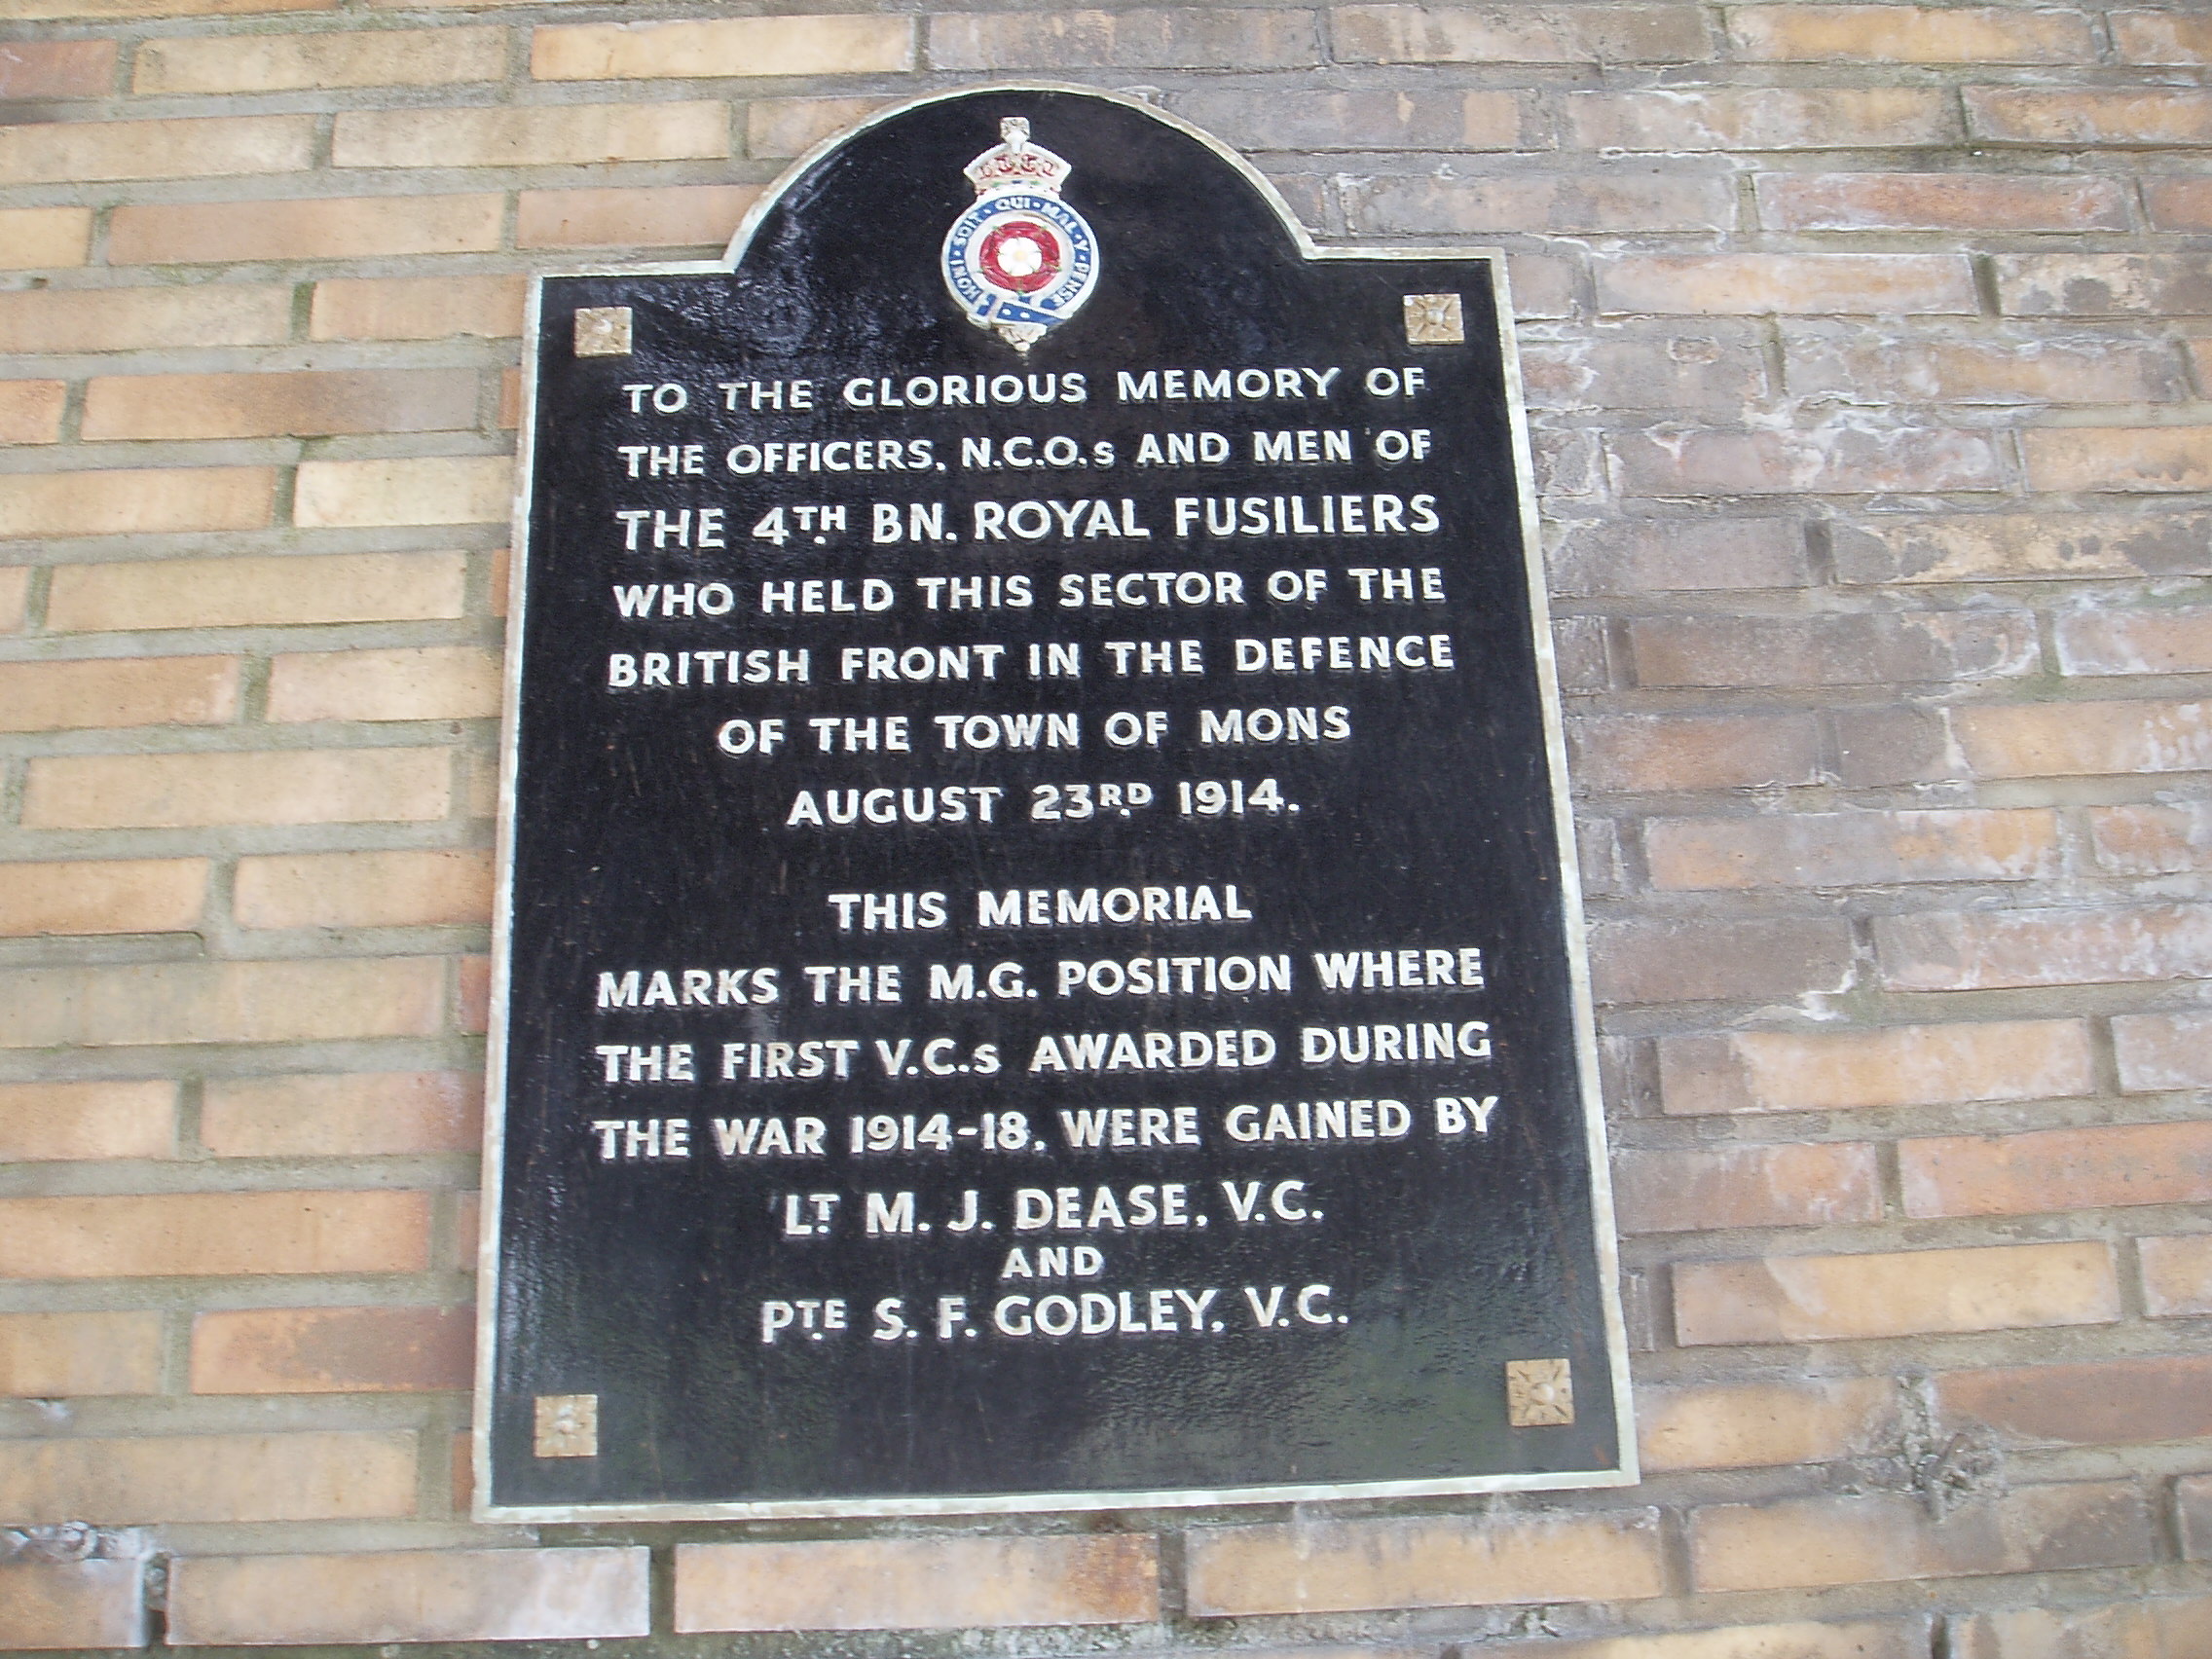 HONI · SOIT · QUI · MAL · Y · PENSE
TO THE GLORIOUS MEMORY OF
THE OFFICERS, N.C.O.s AND MEN OF
THE 4TH BN. ROYAL FUSILIERS
WHO HELD THIS SECTOR OF THE
BRITISH FRONT IN THE DEFENCE
OF THE TOWN OF MONS
AUGUST 23RD 1914.
THIS MEMORIAL
MARKS THE M.G. POSITION WHERE
THE FIRST V.C.s AWARDED DURING
THE WAR 1914-18, WERE GAINED BY
LT M. J. DEASE, V.C.
AND
PTE S. F. GODLEY, V.C.